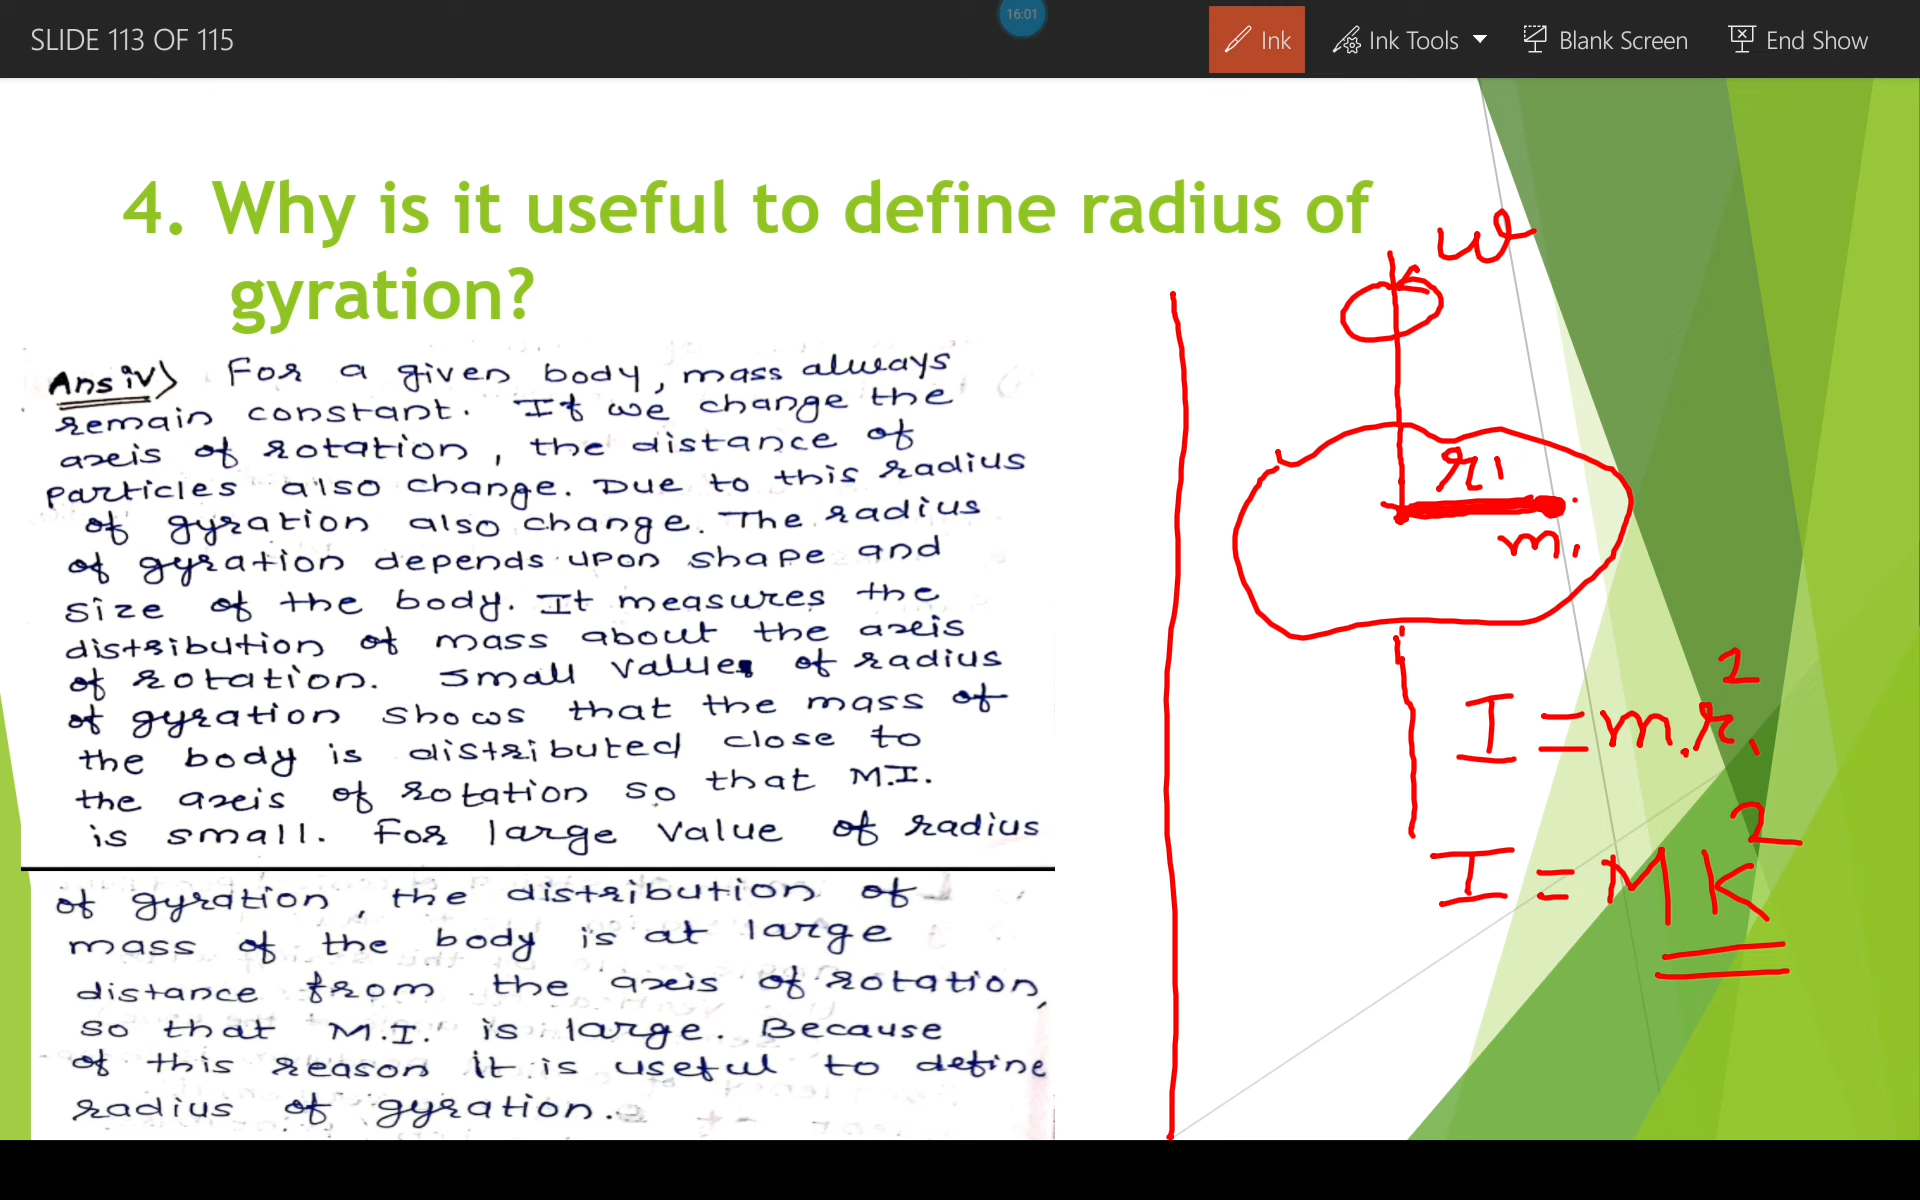 SLIDE 113 OF 115
16:01
Ink
Ink Tools
Blank Screen
End Show
4. Why is it useful to define radius of
gyration?
Ans iv) For a given body, mass always
remain constant. If we change the
axis of rotation, the distance of
particles also change. Due to this radius
of gyration also change. The radius
of gyration depends upon shape and
size of the body. It measures the
distribution of mass about the axis
of rotation. Small value of radius
of gyration shows that the mass of
the body is distributed close to
the axis of rotation so that M.I.
is small. For large value of radius
of gyration, the distribution of
mass of the body is at large
distance from the axis of rotation,
so that M.I. is large. Because
of this reason it is useful to define
radius of gyration.
ω
r1
m1
I = m1r1²
I = MK²